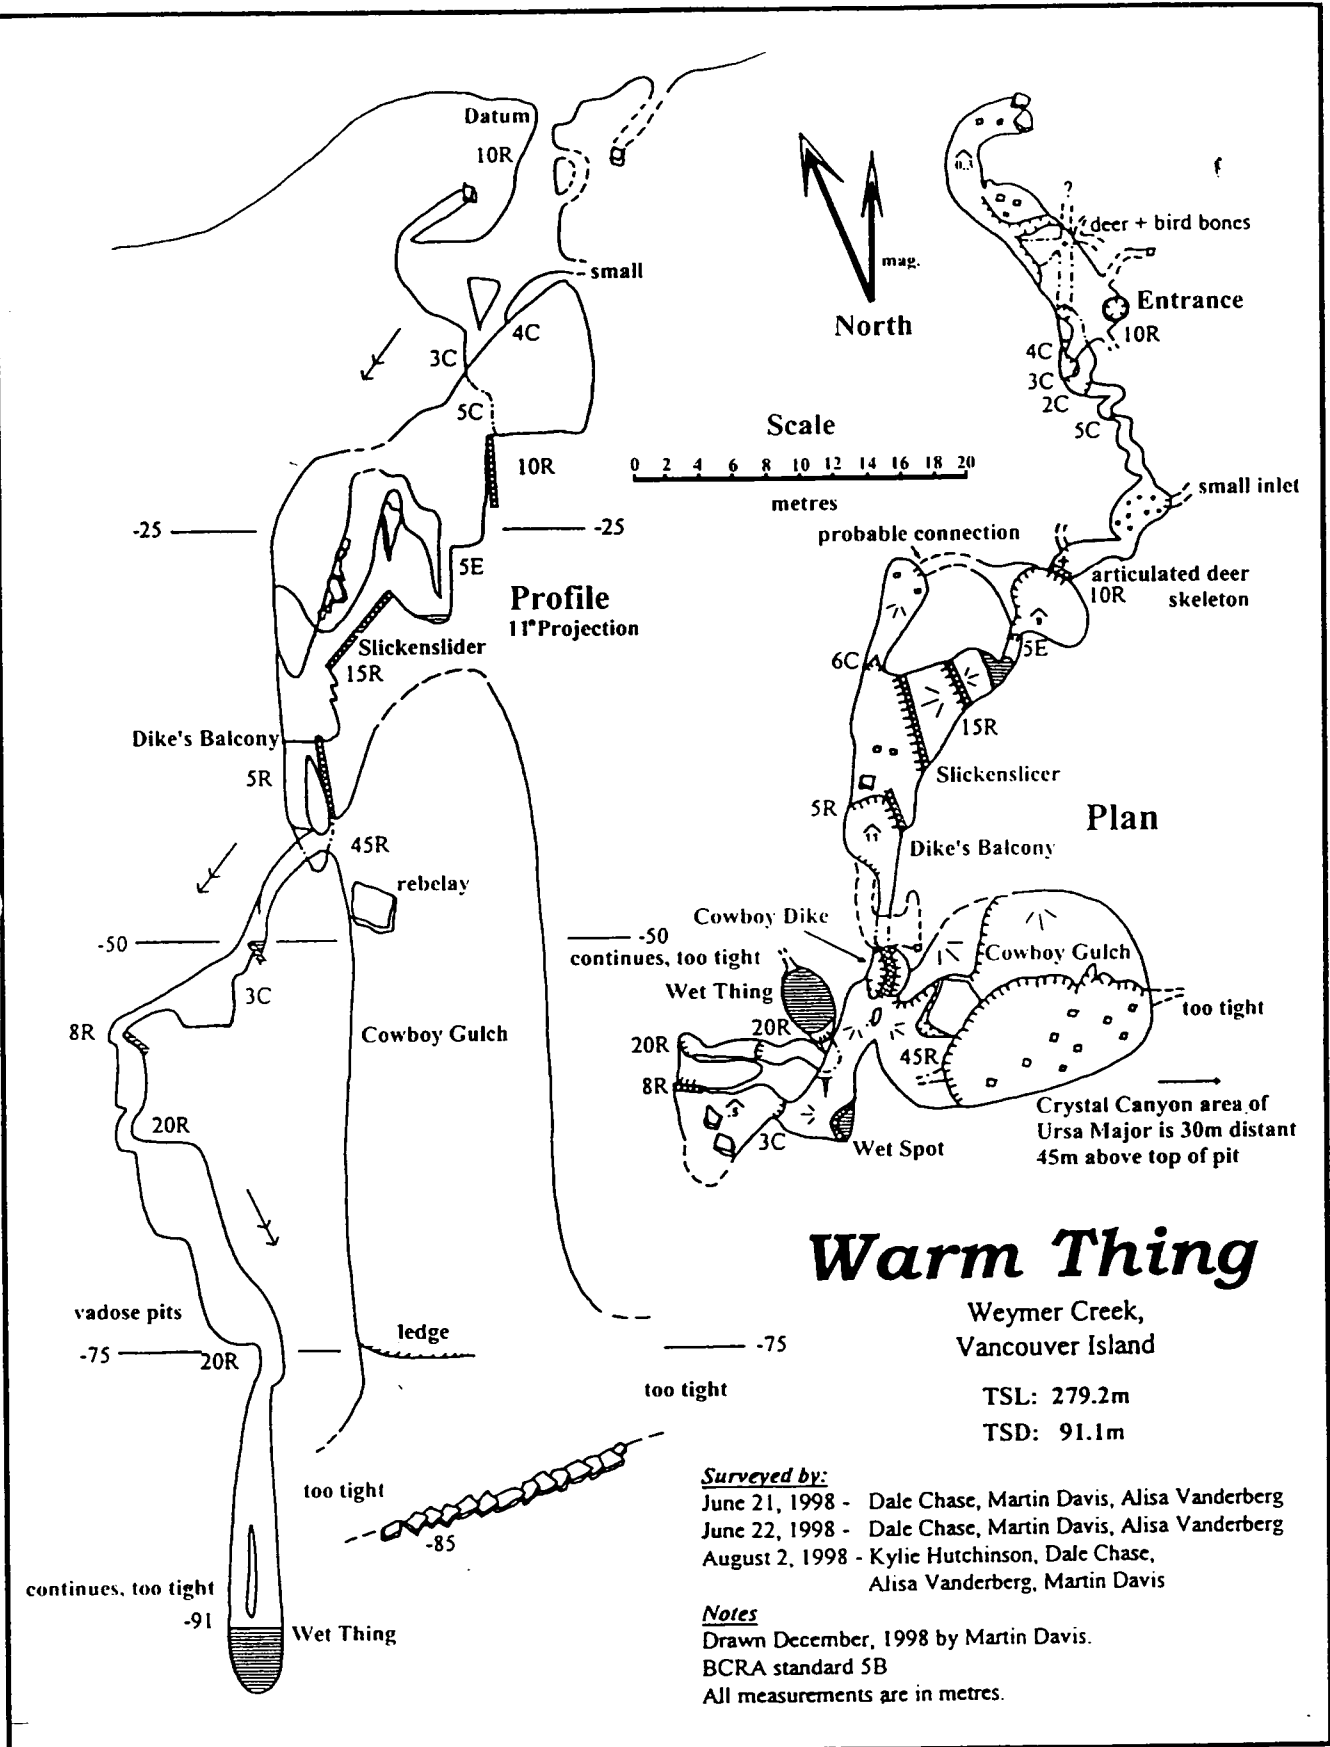 Datum
10R
small
4C
3C
5C
10R
-25
-25
5E
Profile
11° Projection
Slickenslider
15R
Dike's Balcony
5R
45R
rebelay
-50
-50
3C
8R
Cowboy Gulch
20R
vadose pits
ledge
-75
-75
20R
too tight
too tight
-85
continues, too tight
-91
Wet Thing
mag.
North
Scale
0 2 4 6 8 10 12 14 16 18 20
metres
?
deer + bird bones
Entrance
10R
4C
3C
2C
5C
small inlet
probable connection
articulated deer
skeleton
10R
5E
6C
15R
Slickenslicer
5R
Plan
Dike's Balcony
Cowboy Dike
continues, too tight
Wet Thing
Cowboy Gulch
too tight
20R
20R
45R
8R
.5
3C
Wet Spot
Crystal Canyon area of
Ursa Major is 30m distant
45m above top of pit
Warm Thing
Weymer Creek,
Vancouver Island
TSL: 279.2m
TSD: 91.1m
Surveyed by:
June 21, 1998 - Dale Chase, Martin Davis, Alisa Vanderberg
June 22, 1998 - Dale Chase, Martin Davis, Alisa Vanderberg
August 2, 1998 - Kylie Hutchinson, Dale Chase,
Alisa Vanderberg, Martin Davis
Notes
Drawn December, 1998 by Martin Davis.
BCRA standard 5B
All measurements are in metres.